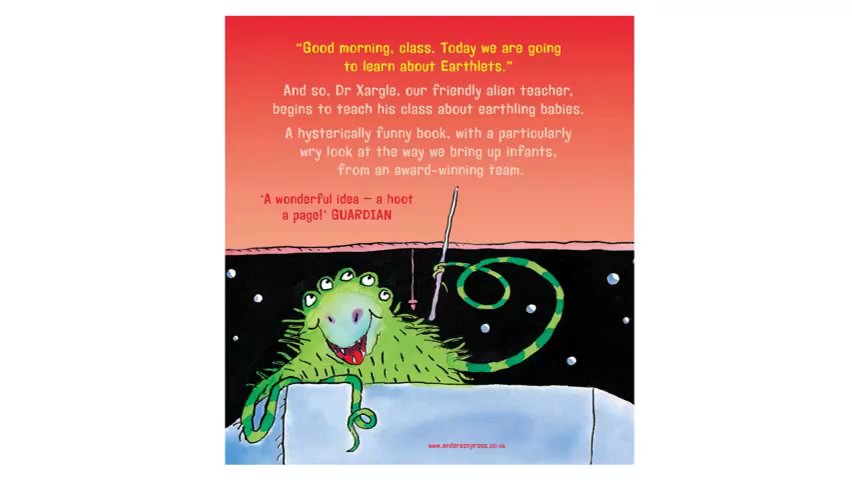 “Good morning, class. Today we are going
to learn about Earthlets.”
And so, Dr Xargle, our friendly alien teacher,
begins to teach his class about earthling babies.
A hysterically funny book, with a particularly
wry look at the way we bring up infants,
from an award-winning team.
‘A wonderful idea – a hoot
a page!’ GUARDIAN
www.andersenpress.co.uk